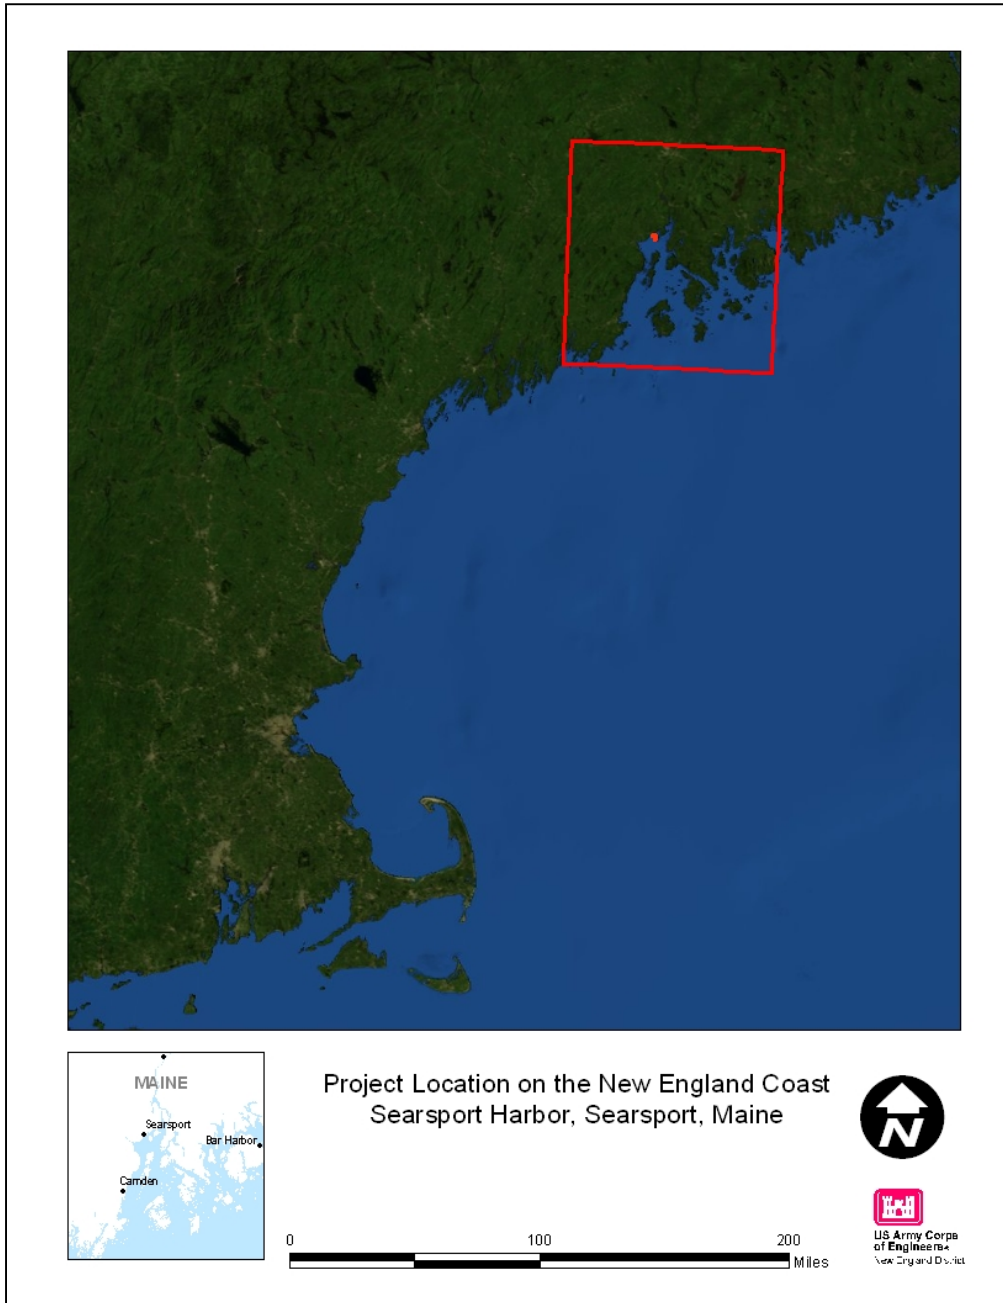 MAINE
Searsport
Bar Harbor
Camden
Project Location on the New England Coast
Searsport Harbor, Searsport, Maine
N
0 100 200
Miles
US Army Corps
of Engineers
New England District